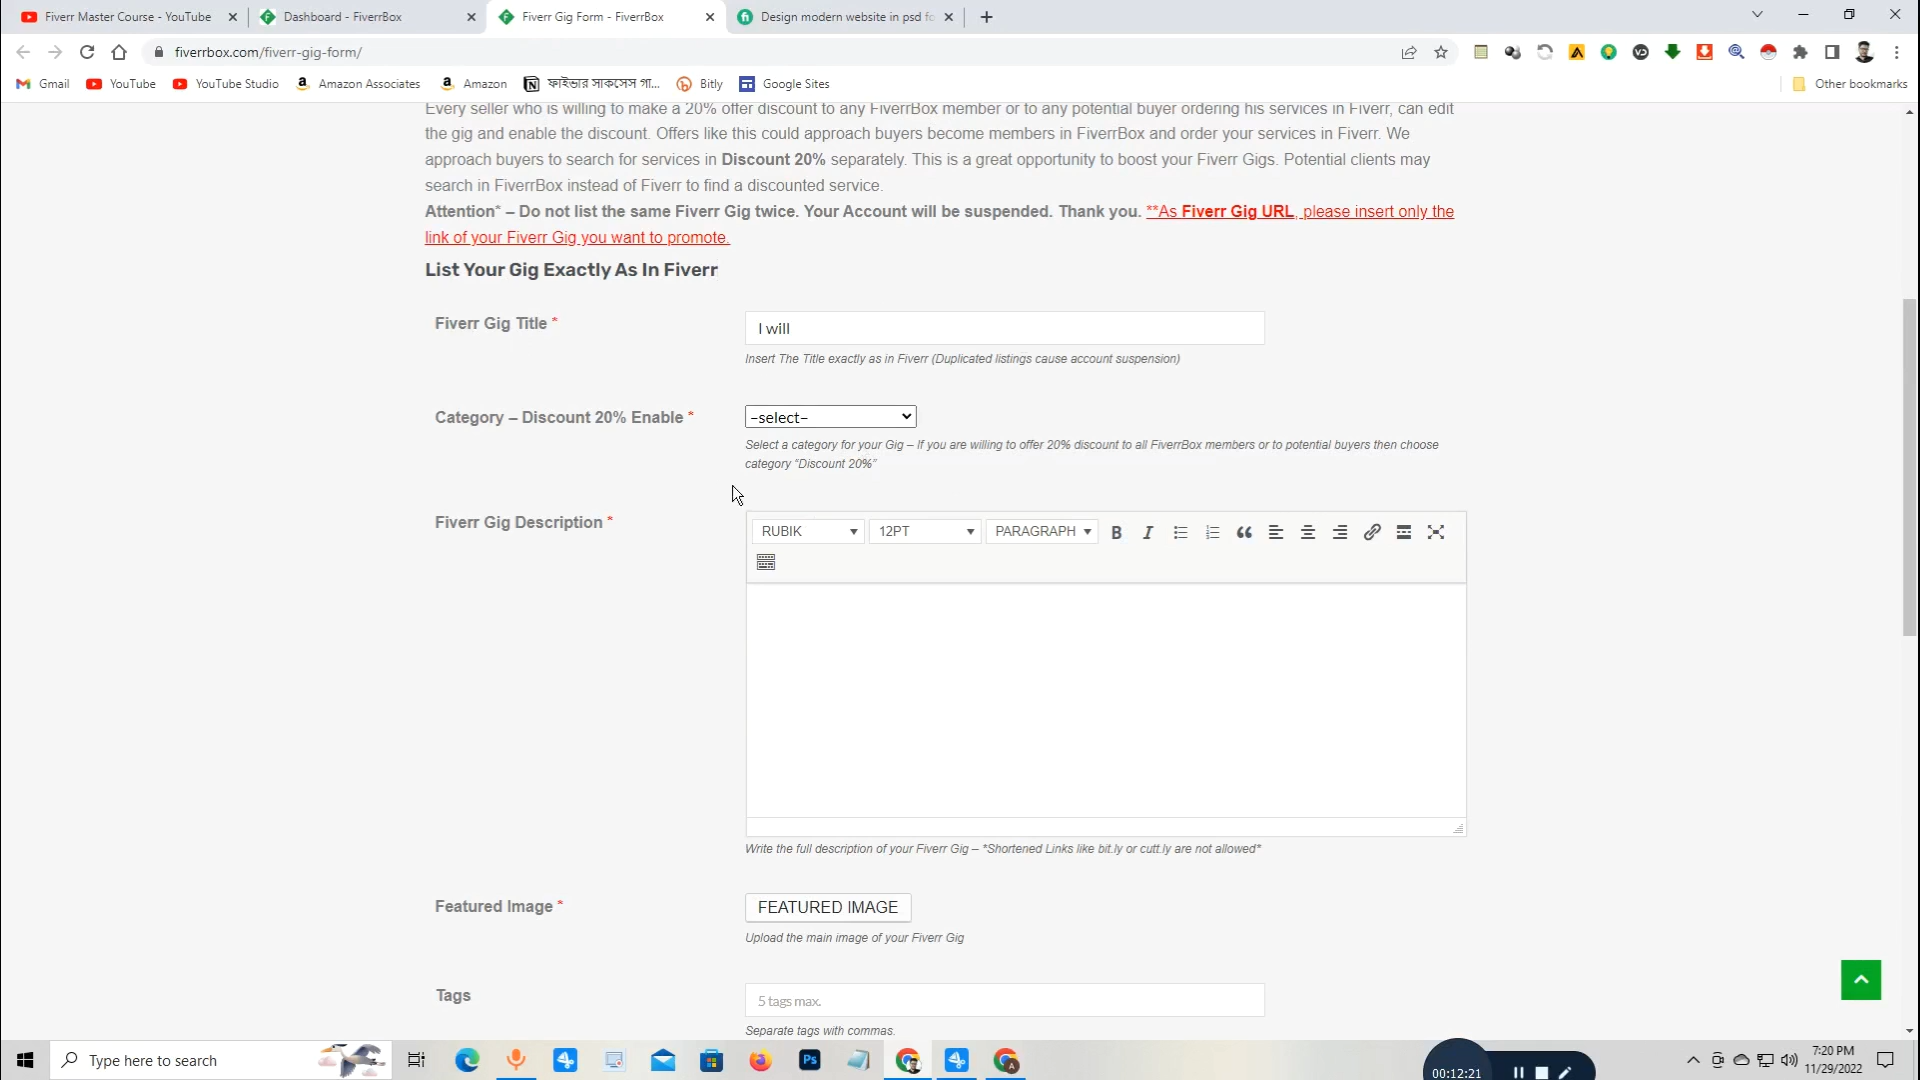 Fiverr Master Course - YouTube
Dashboard - FiverrBox
Fiverr Gig Form - FiverrBox
Design modern website in psd fo
fiverrbox.com/fiverr-gig-form/
Gmail
YouTube
YouTube Studio
Amazon Associates
Amazon
ফাইভার সাকসেস গা...
Bitly
Google Sites
Other bookmarks
Every seller who is willing to make a 20% offer discount to any FiverrBox member or to any potential buyer ordering his services in Fiverr, can edit
the gig and enable the discount. Offers like this could approach buyers become members in FiverrBox and order your services in Fiverr. We
approach buyers to search for services in Discount 20% separately. This is a great opportunity to boost your Fiverr Gigs. Potential clients may
search in FiverrBox instead of Fiverr to find a discounted service.
Attention* – Do not list the same Fiverr Gig twice. Your Account will be suspended. Thank you. **As Fiverr Gig URL, please insert only the
link of your Fiverr Gig you want to promote.
List Your Gig Exactly As In Fiverr
Fiverr Gig Title *
I will
Insert The Title exactly as in Fiverr (Duplicated listings cause account suspension)
Category – Discount 20% Enable *
–select–
Select a category for your Gig – If you are willing to offer 20% discount to all FiverrBox members or to potential buyers then choose
category "Discount 20%"
Fiverr Gig Description *
RUBIK
12PT
PARAGRAPH
B
I
Write the full description of your Fiverr Gig – *Shortened Links like bit.ly or cutt.ly are not allowed*
Featured Image *
FEATURED IMAGE
Upload the main image of your Fiverr Gig
Tags
5 tags max.
Separate tags with commas.
Type here to search
Ps
A
00:12:21
7:20 PM
11/29/2022